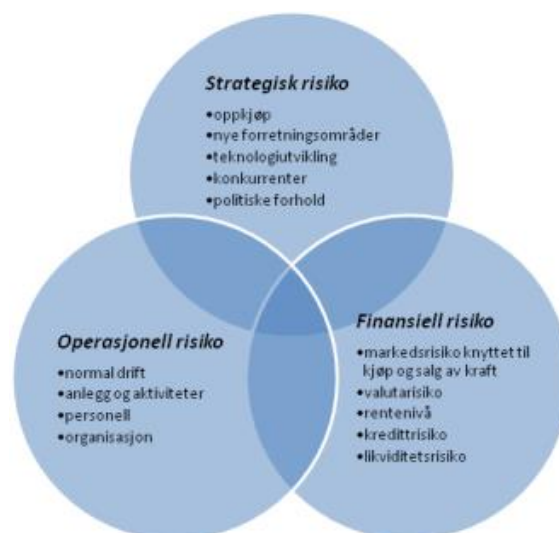 Strategisk risiko
•oppkjøp
•nye forretningsområder
•teknologiutvikling
•konkurrenter
•politiske forhold
Operasjonell risiko
•normal drift
•anlegg og aktiviteter
•personell
•organisasjon
Finansiell risiko
•markedsrisiko knyttet til
kjøp og salg av kraft
•valutarisiko
•rentenivå
•kredittrisiko
•likviditetsrisiko